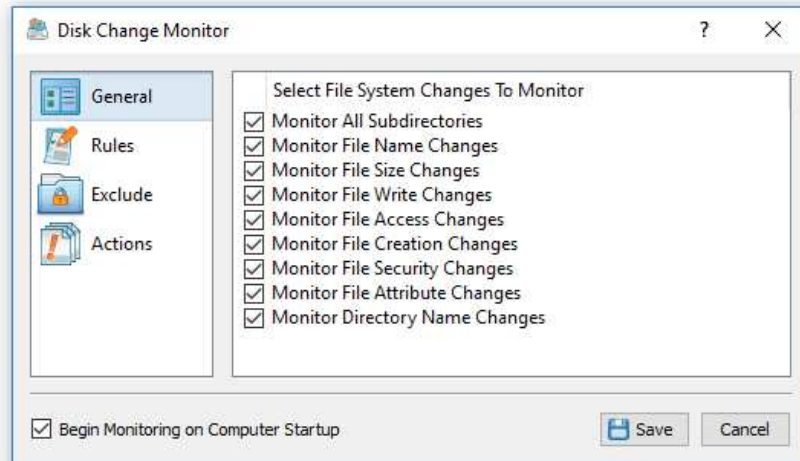 Disk Change Monitor
?
General
Rules
Exclude
Actions
Select File System Changes To Monitor
Monitor All Subdirectories
Monitor File Name Changes
Monitor File Size Changes
Monitor File Write Changes
Monitor File Access Changes
Monitor File Creation Changes
Monitor File Security Changes
Monitor File Attribute Changes
Monitor Directory Name Changes
Begin Monitoring on Computer Startup
Save
Cancel